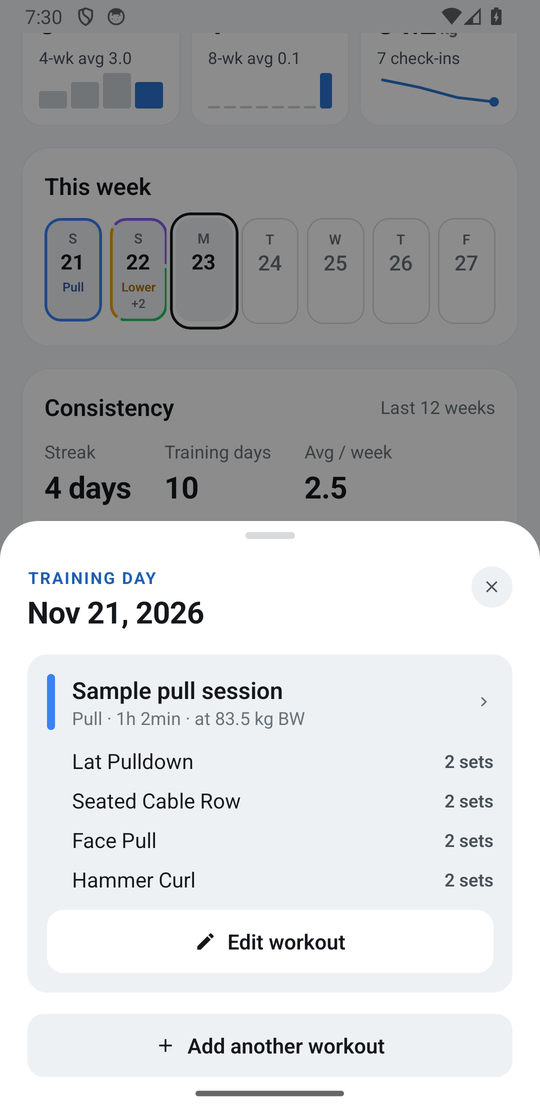 7:30
4-wk avg 3.0
8-wk avg 0.1
7 check-ins
This week
S S M T W T F
21 22 23 24 25 26 27
Pull Lower
+2
Consistency Last 12 weeks
Streak Training days Avg / week
4 days 10 2.5
TRAINING DAY
Nov 21, 2026
Sample pull session
Pull · 1h 2min · at 83.5 kg BW
Lat Pulldown 2 sets
Seated Cable Row 2 sets
Face Pull 2 sets
Hammer Curl 2 sets
Edit workout
Add another workout